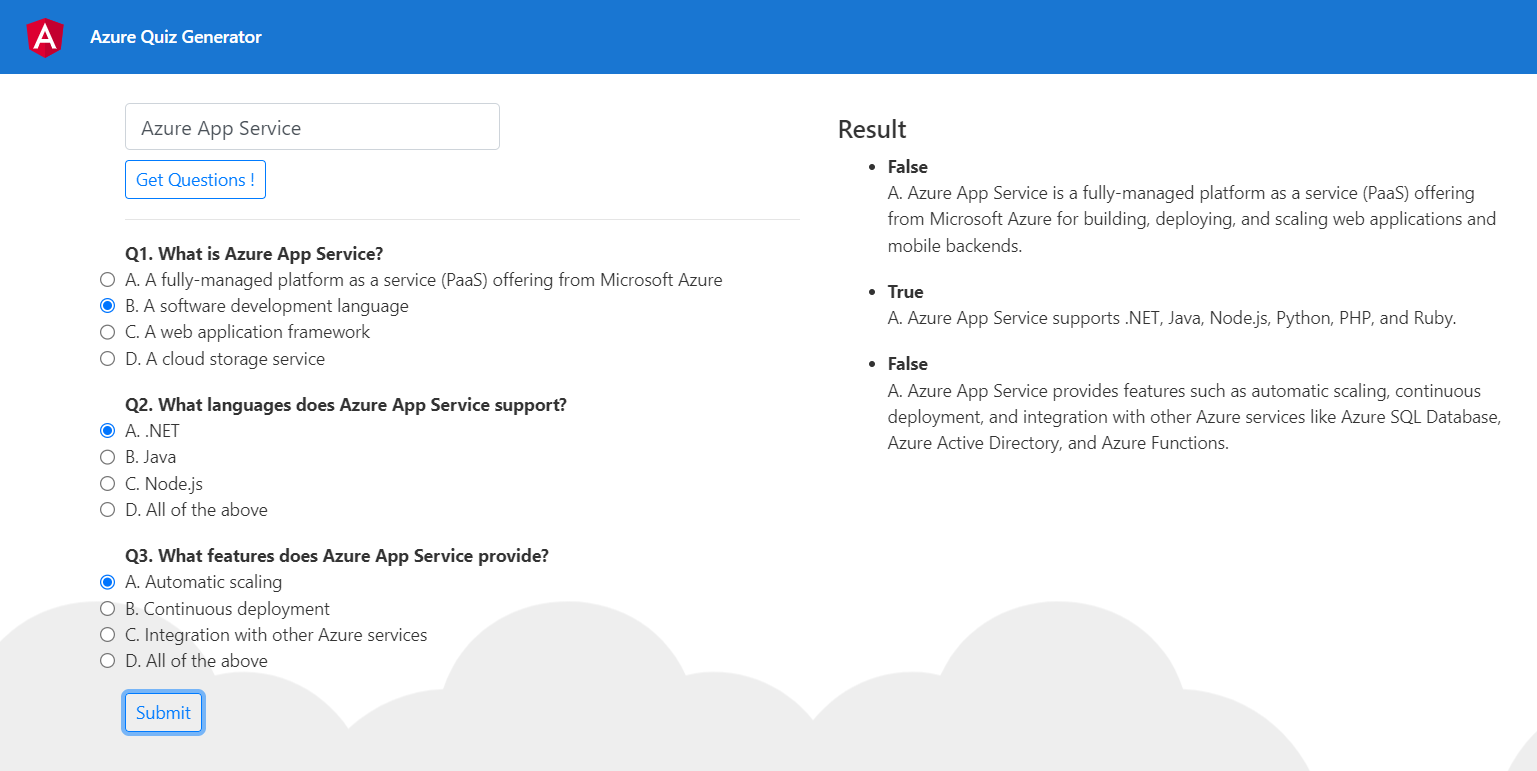 Azure Quiz Generator
Azure App Service
Get Questions !
Q1. What is Azure App Service?
A. A fully-managed platform as a service (PaaS) offering from Microsoft Azure
B. A software development language
C. A web application framework
D. A cloud storage service
Q2. What languages does Azure App Service support?
A. .NET
B. Java
C. Node.js
D. All of the above
Q3. What features does Azure App Service provide?
A. Automatic scaling
B. Continuous deployment
C. Integration with other Azure services
D. All of the above
Submit
Result
False
A. Azure App Service is a fully-managed platform as a service (PaaS) offering
from Microsoft Azure for building, deploying, and scaling web applications and
mobile backends.
True
A. Azure App Service supports .NET, Java, Node.js, Python, PHP, and Ruby.
False
A. Azure App Service provides features such as automatic scaling, continuous
deployment, and integration with other Azure services like Azure SQL Database,
Azure Active Directory, and Azure Functions.